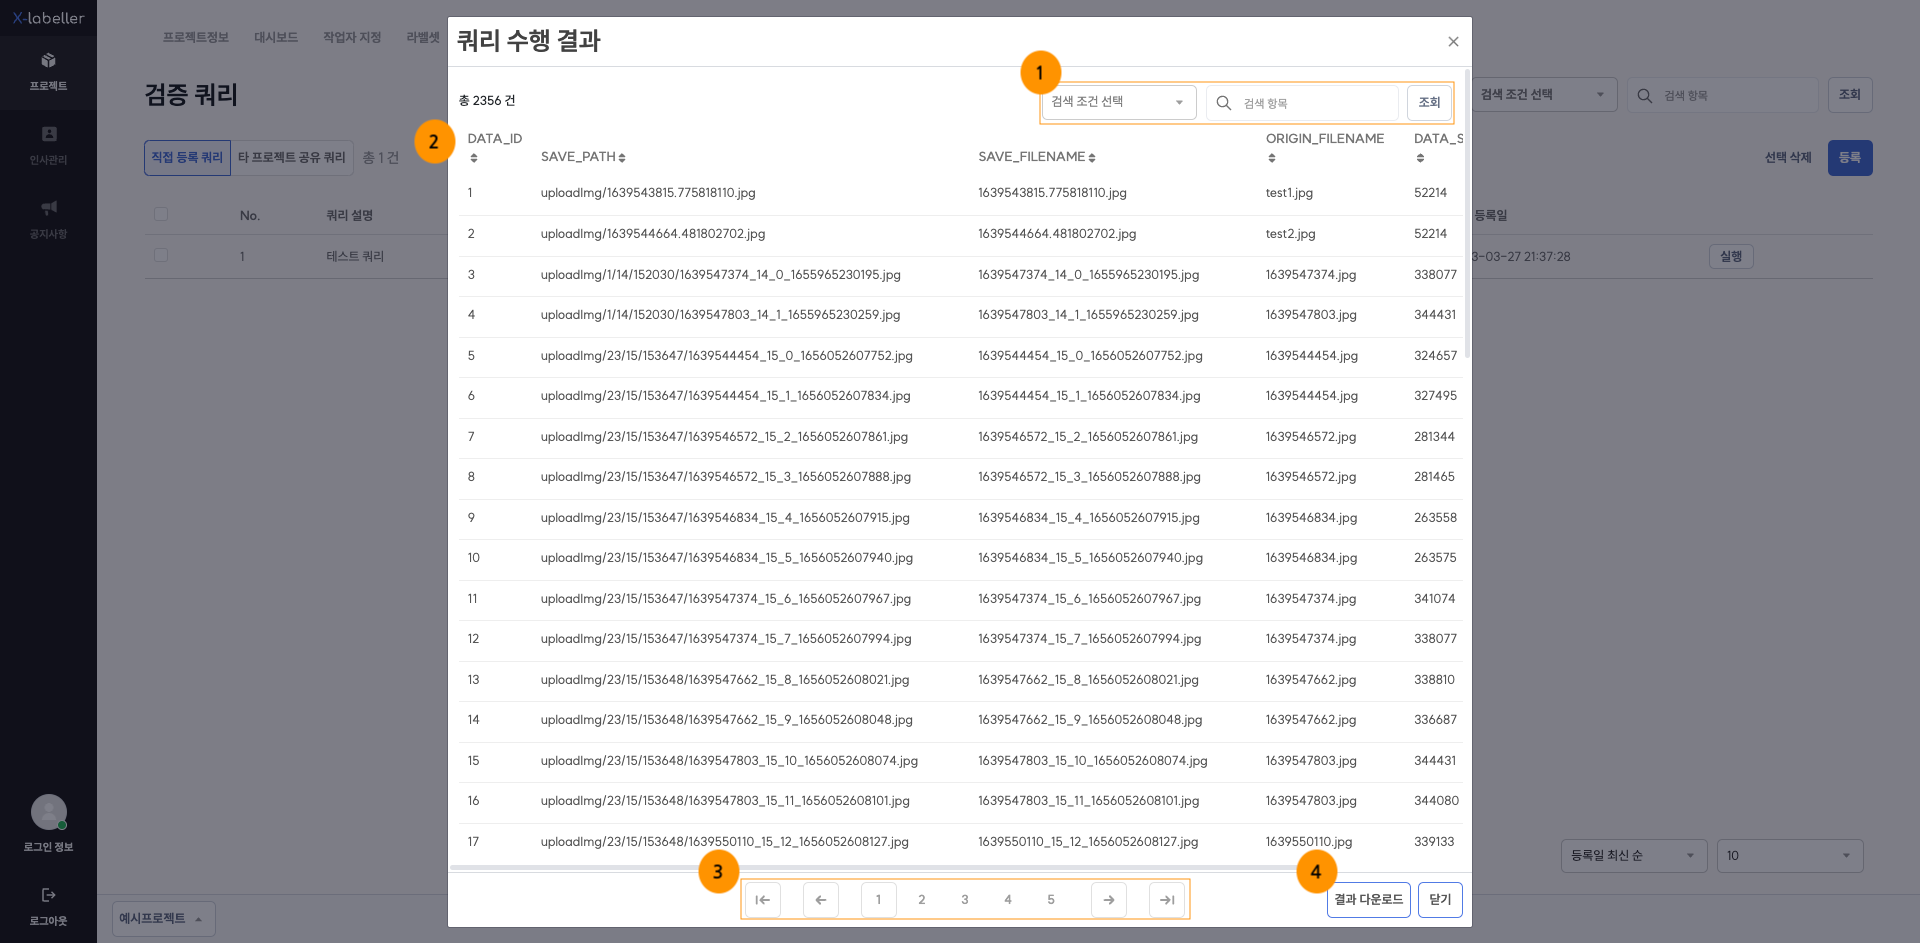 X-labeller
프로젝트
인사관리
공지사항
로그인 정보
로그아웃
프로젝트정보 대시보드 작업자 지정 라벨셋
검증 쿼리
검색 조건 선택 검색 항목 조회
직접 등록 쿼리 타 프로젝트 공유 쿼리 총 1 건
선택 삭제 등록
No. 쿼리 설명 등록일
1 테스트 쿼리 3-03-27 21:37:28 실행
등록일 최신 순 10
예시프로젝트
쿼리 수행 결과
1
총 2356 건 검색 조건 선택 검색 항목 조회
2
DATA_ID SAVE_PATH SAVE_FILENAME ORIGIN_FILENAME DATA_S
1 uploadImg/1639543815.775818110.jpg 1639543815.775818110.jpg test1.jpg 52214
2 uploadImg/1639544664.481802702.jpg 1639544664.481802702.jpg test2.jpg 52214
3 uploadImg/1/14/152030/1639547374_14_0_1655965230195.jpg 1639547374_14_0_1655965230195.jpg 1639547374.jpg 338077
4 uploadImg/1/14/152030/1639547803_14_1_1655965230259.jpg 1639547803_14_1_1655965230259.jpg 1639547803.jpg 344431
5 uploadImg/23/15/153647/1639544454_15_0_1656052607752.jpg 1639544454_15_0_1656052607752.jpg 1639544454.jpg 324657
6 uploadImg/23/15/153647/1639544454_15_1_1656052607834.jpg 1639544454_15_1_1656052607834.jpg 1639544454.jpg 327495
7 uploadImg/23/15/153647/1639546572_15_2_1656052607861.jpg 1639546572_15_2_1656052607861.jpg 1639546572.jpg 281344
8 uploadImg/23/15/153647/1639546572_15_3_1656052607888.jpg 1639546572_15_3_1656052607888.jpg 1639546572.jpg 281465
9 uploadImg/23/15/153647/1639546834_15_4_1656052607915.jpg 1639546834_15_4_1656052607915.jpg 1639546834.jpg 263558
10 uploadImg/23/15/153647/1639546834_15_5_1656052607940.jpg 1639546834_15_5_1656052607940.jpg 1639546834.jpg 263575
11 uploadImg/23/15/153647/1639547374_15_6_1656052607967.jpg 1639547374_15_6_1656052607967.jpg 1639547374.jpg 341074
12 uploadImg/23/15/153647/1639547374_15_7_1656052607994.jpg 1639547374_15_7_1656052607994.jpg 1639547374.jpg 338077
13 uploadImg/23/15/153648/1639547662_15_8_1656052608021.jpg 1639547662_15_8_1656052608021.jpg 1639547662.jpg 338810
14 uploadImg/23/15/153648/1639547662_15_9_1656052608048.jpg 1639547662_15_9_1656052608048.jpg 1639547662.jpg 336687
15 uploadImg/23/15/153648/1639547803_15_10_1656052608074.jpg 1639547803_15_10_1656052608074.jpg 1639547803.jpg 344431
16 uploadImg/23/15/153648/1639547803_15_11_1656052608101.jpg 1639547803_15_11_1656052608101.jpg 1639547803.jpg 344080
17 uploadImg/23/15/153648/1639550110_15_12_1656052608127.jpg 1639550110_15_12_1656052608127.jpg 1639550110.jpg 339133
3 4
1 2 3 4 5 결과 다운로드 닫기